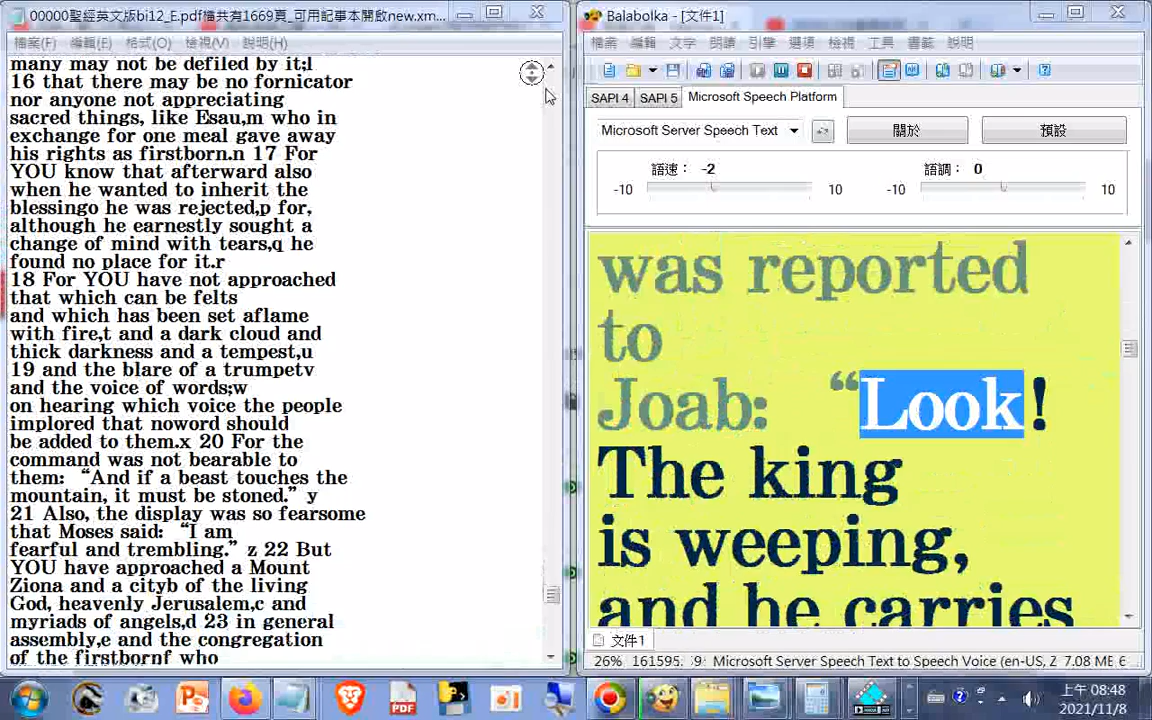 00000聖經英文版bi12_E.pdf檔共有1669頁_可用記事本開啟new.xm...
檔案(F) 編輯(E) 格式(O) 檢視(V) 說明(H)
many may not be defiled by it;l
16 that there may be no fornicator
nor anyone not appreciating
sacred things, like Esau,m who in
exchange for one meal gave away
his rights as firstborn.n 17 For
YOU know that afterward also
when he wanted to inherit the
blessingo he was rejected,p for,
although he earnestly sought a
change of mind with tears,q he
found no place for it.r
18 For YOU have not approached
that which can be felts
and which has been set aflame
with fire,t and a dark cloud and
thick darkness and a tempest,u
19 and the blare of a trumpetv
and the voice of words;w
on hearing which voice the people
implored that noword should
be added to them.x 20 For the
command was not bearable to
them: “And if a beast touches the
mountain, it must be stoned.” y
21 Also, the display was so fearsome
that Moses said: “I am
fearful and trembling.” z 22 But
YOU have approached a Mount
Ziona and a cityb of the living
God, heavenly Jerusalem,c and
myriads of angels,d 23 in general
assembly,e and the congregation
of the firstbornf who
Balabolka - [文件1]
檔案 編輯 文字 朗讀 引擎 選項 檢視 工具 書籤 說明
SAPI 4 SAPI 5 Microsoft Speech Platform
Microsoft Server Speech Text 關於 預設
語速: -2 語調: 0
-10 10 -10 10
was reported
to
Joab: “Look!
The king
is weeping,
and he carries
文件1
26% 161595. Microsoft Server Speech Text to Speech Voice (en-US, Z 7.08 MB
上午 08:48
2021/11/8